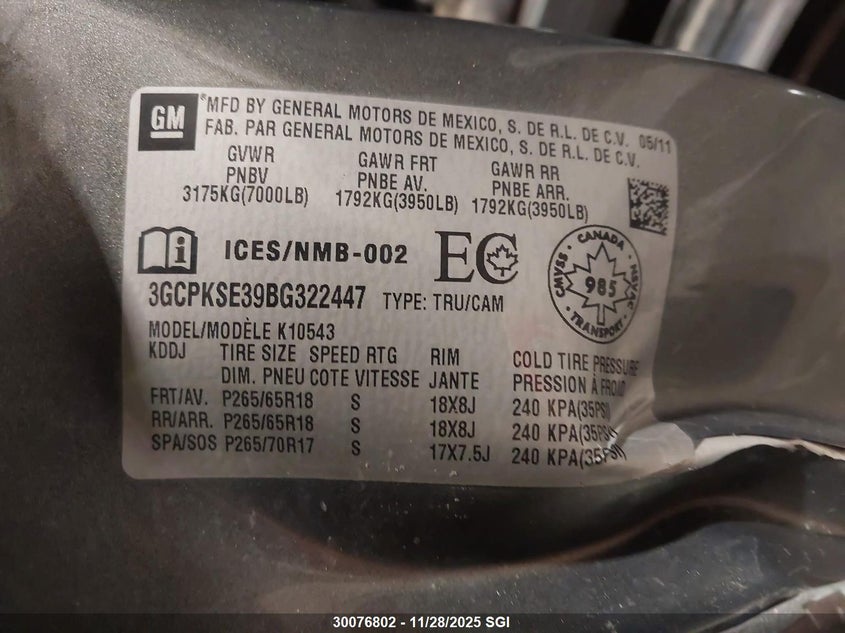 GM
®MFD BY GENERAL MOTORS DE MEXICO, S. DE R.L. DE C.V. 05/11
FAB. PAR GENERAL MOTORS DE MEXICO, S. DE R.L. DE C.V.
GVWR GAWR FRT GAWR RR
PNBV PNBE AV. PNBE ARR.
3175KG(7000LB) 1792KG(3950LB) 1792KG(3950LB)
i ICES/NMB-002 EC
CANADA
CMVSS 985 NSVAC
TRANSPORT
3GCPKSE39BG322447 TYPE: TRU/CAM
MODEL/MODÈLE K10543
KDDJ TIRE SIZE SPEED RTG RIM COLD TIRE PRESSURE
DIM. PNEU COTE VITESSE JANTE PRESSION À FROID
FRT/AV. P265/65R18 S 18X8J 240 KPA(35PSI)
RR/ARR. P265/65R18 S 18X8J 240 KPA(35PSI)
SPA/SOS P265/70R17 S 17X7.5J 240 KPA(35PSI)
30076802 - 11/28/2025 SGI